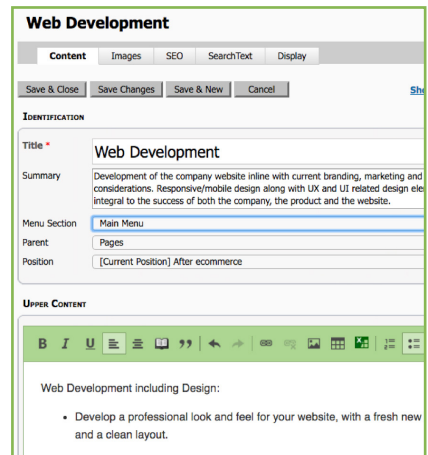 Web Development
Content Images SEO SearchText Display
Save & Close Save Changes Save & New Cancel
IDENTIFICATION
Title *
Web Development
Summary
Development of the company website inline with current branding, marketing and
considerations. Responsive/mobile design along with UX and UI related design
integral to the success of both the company, the product and the website.
Menu Section Main Menu
Parent Pages
Position [Current Position] After ecommerce
UPPER CONTENT
B I U
Web Development including Design:
• Develop a professional look and feel for your website, with a fresh new
and a clean layout.